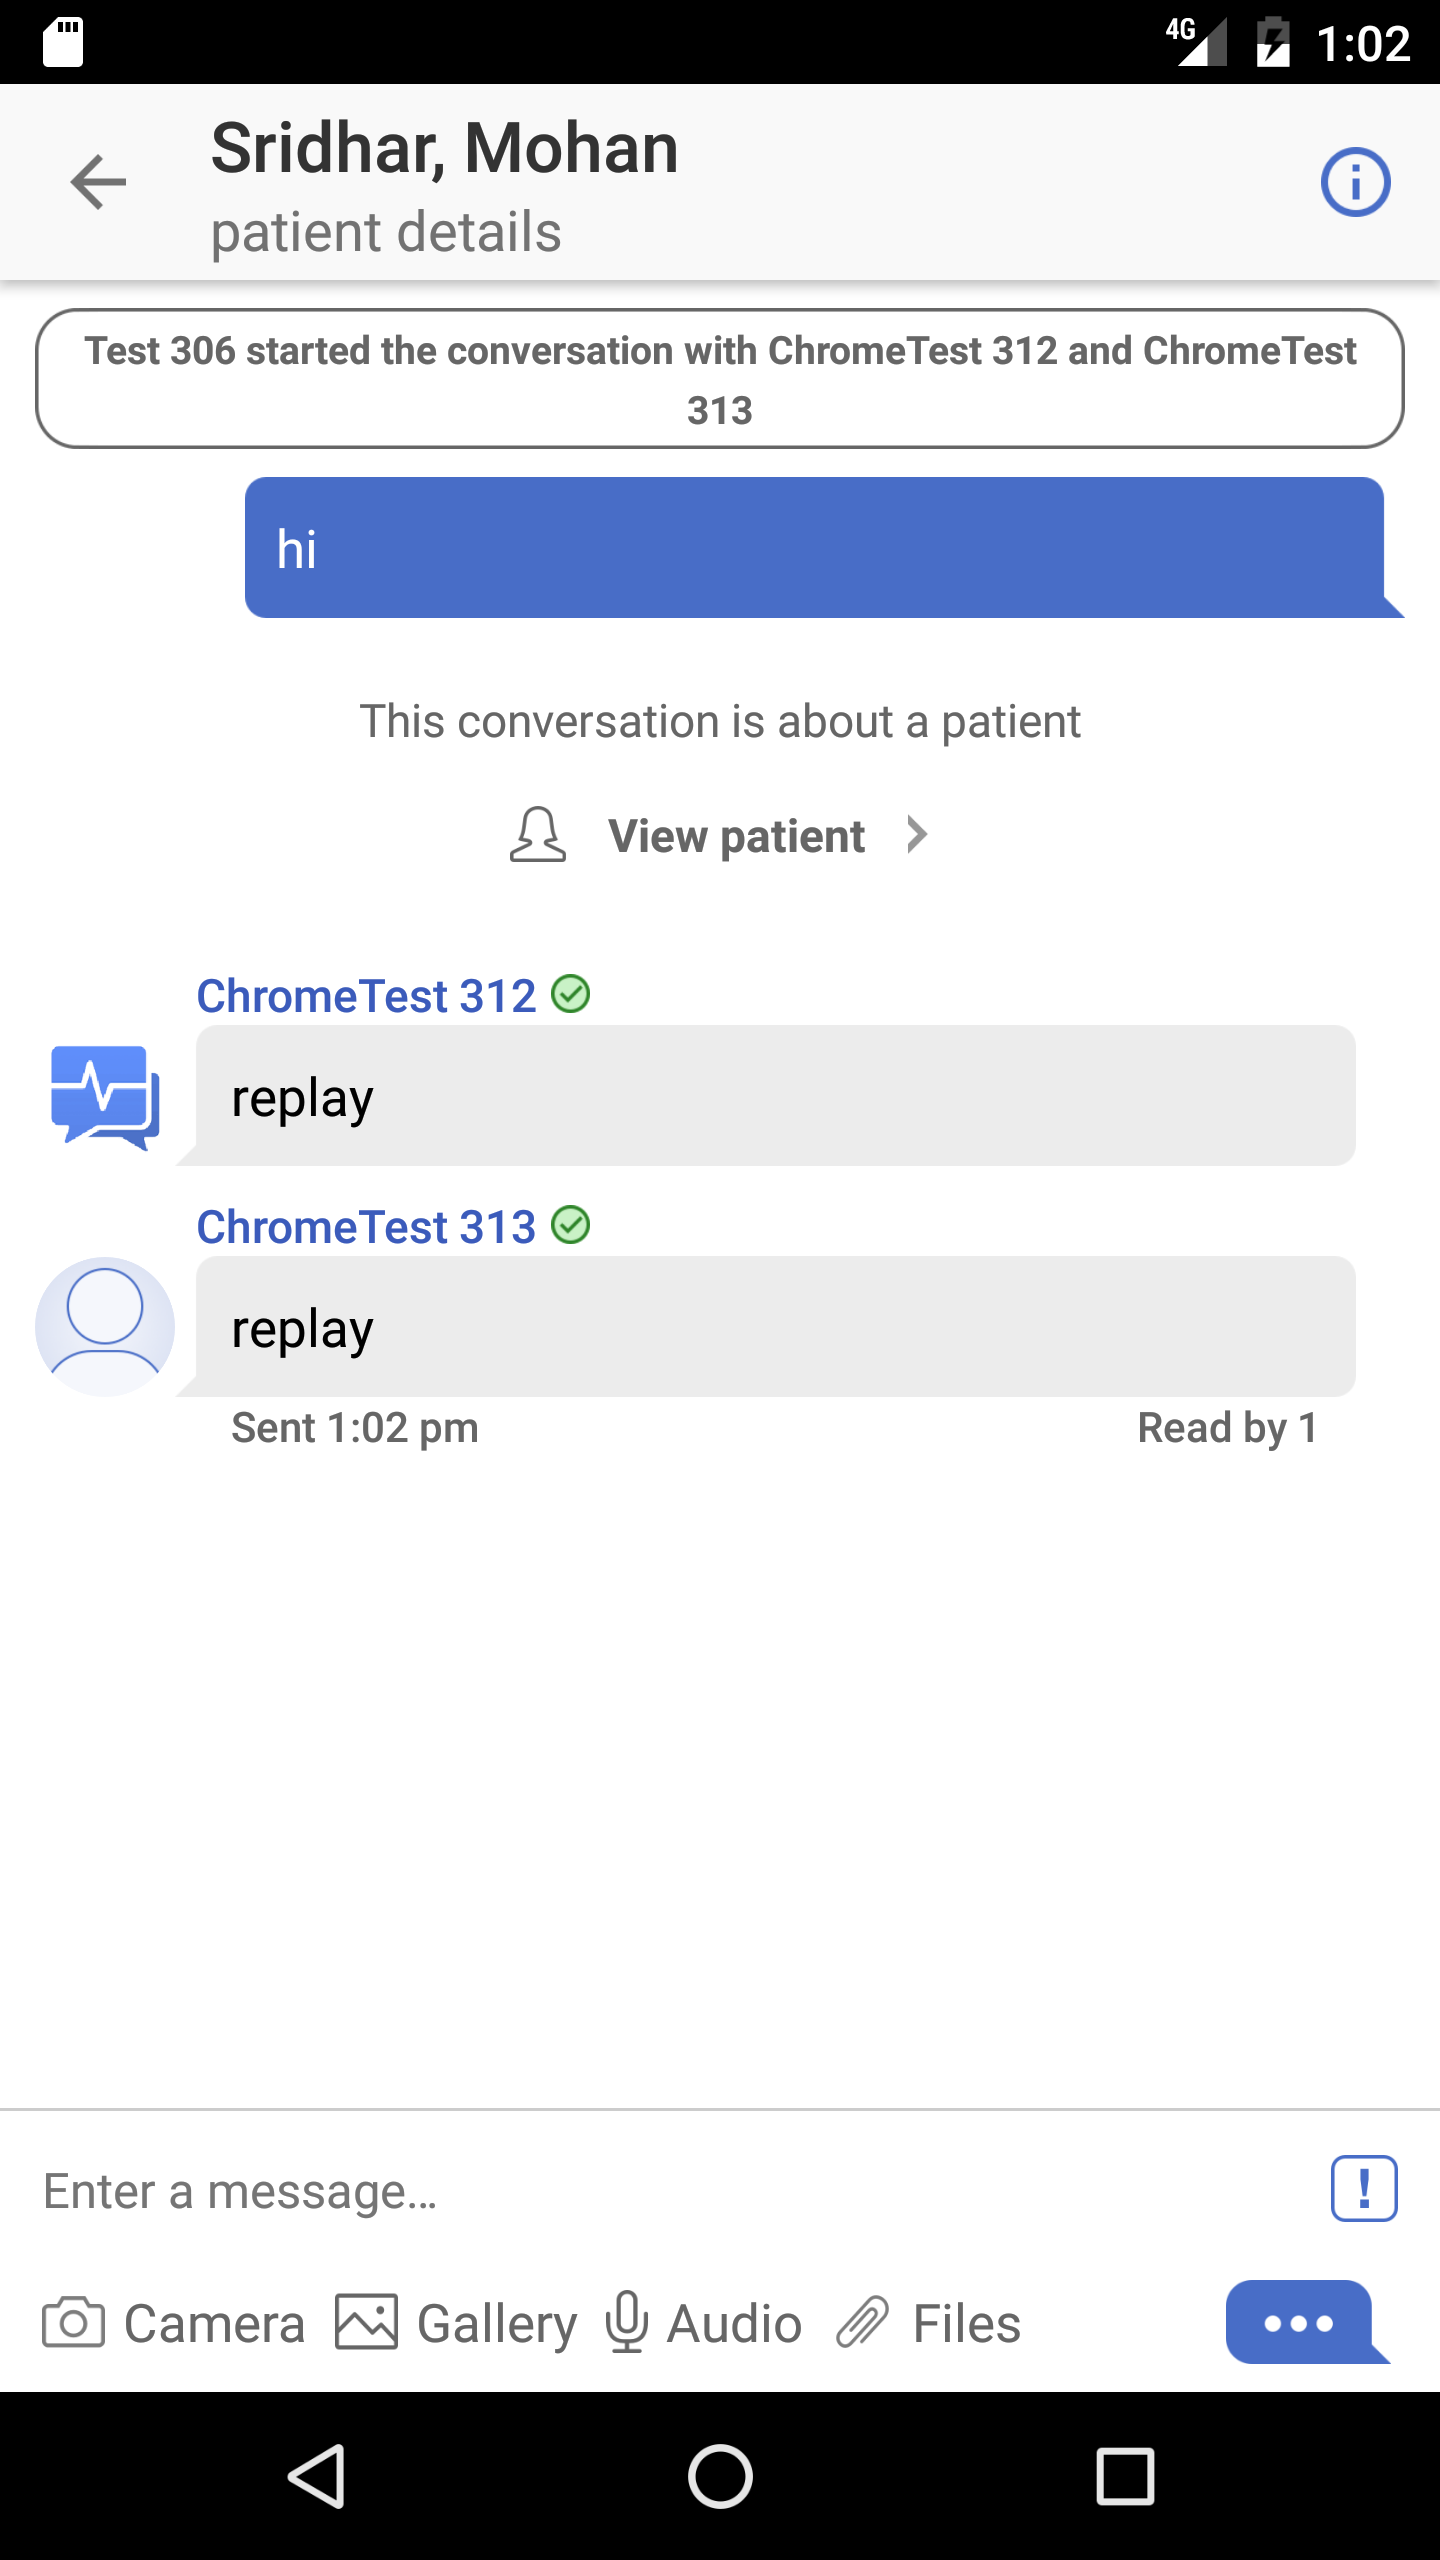 4G 1:02
Sridhar, Mohan
patient details
Test 306 started the conversation with ChromeTest 312 and ChromeTest
313
hi
This conversation is about a patient
View patient
ChromeTest 312
replay
ChromeTest 313
replay
Sent 1:02 pm Read by 1
Enter a message...
Camera Gallery Audio Files